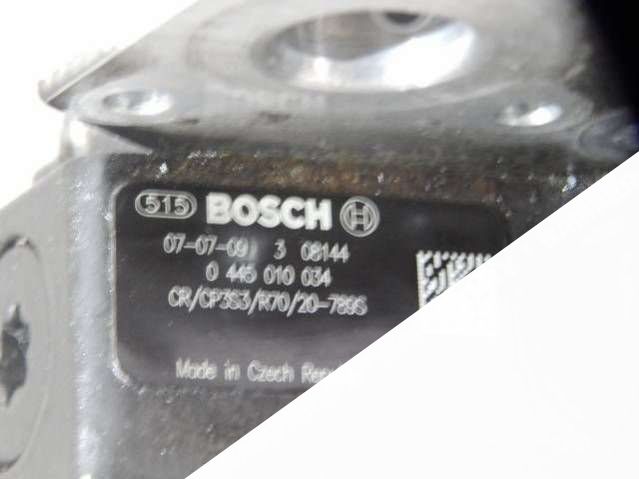 515 BOSCH
07-07-09 3 08144
0 445 010 034
CR/CP3S3/R70/20-789S
Made in Czech